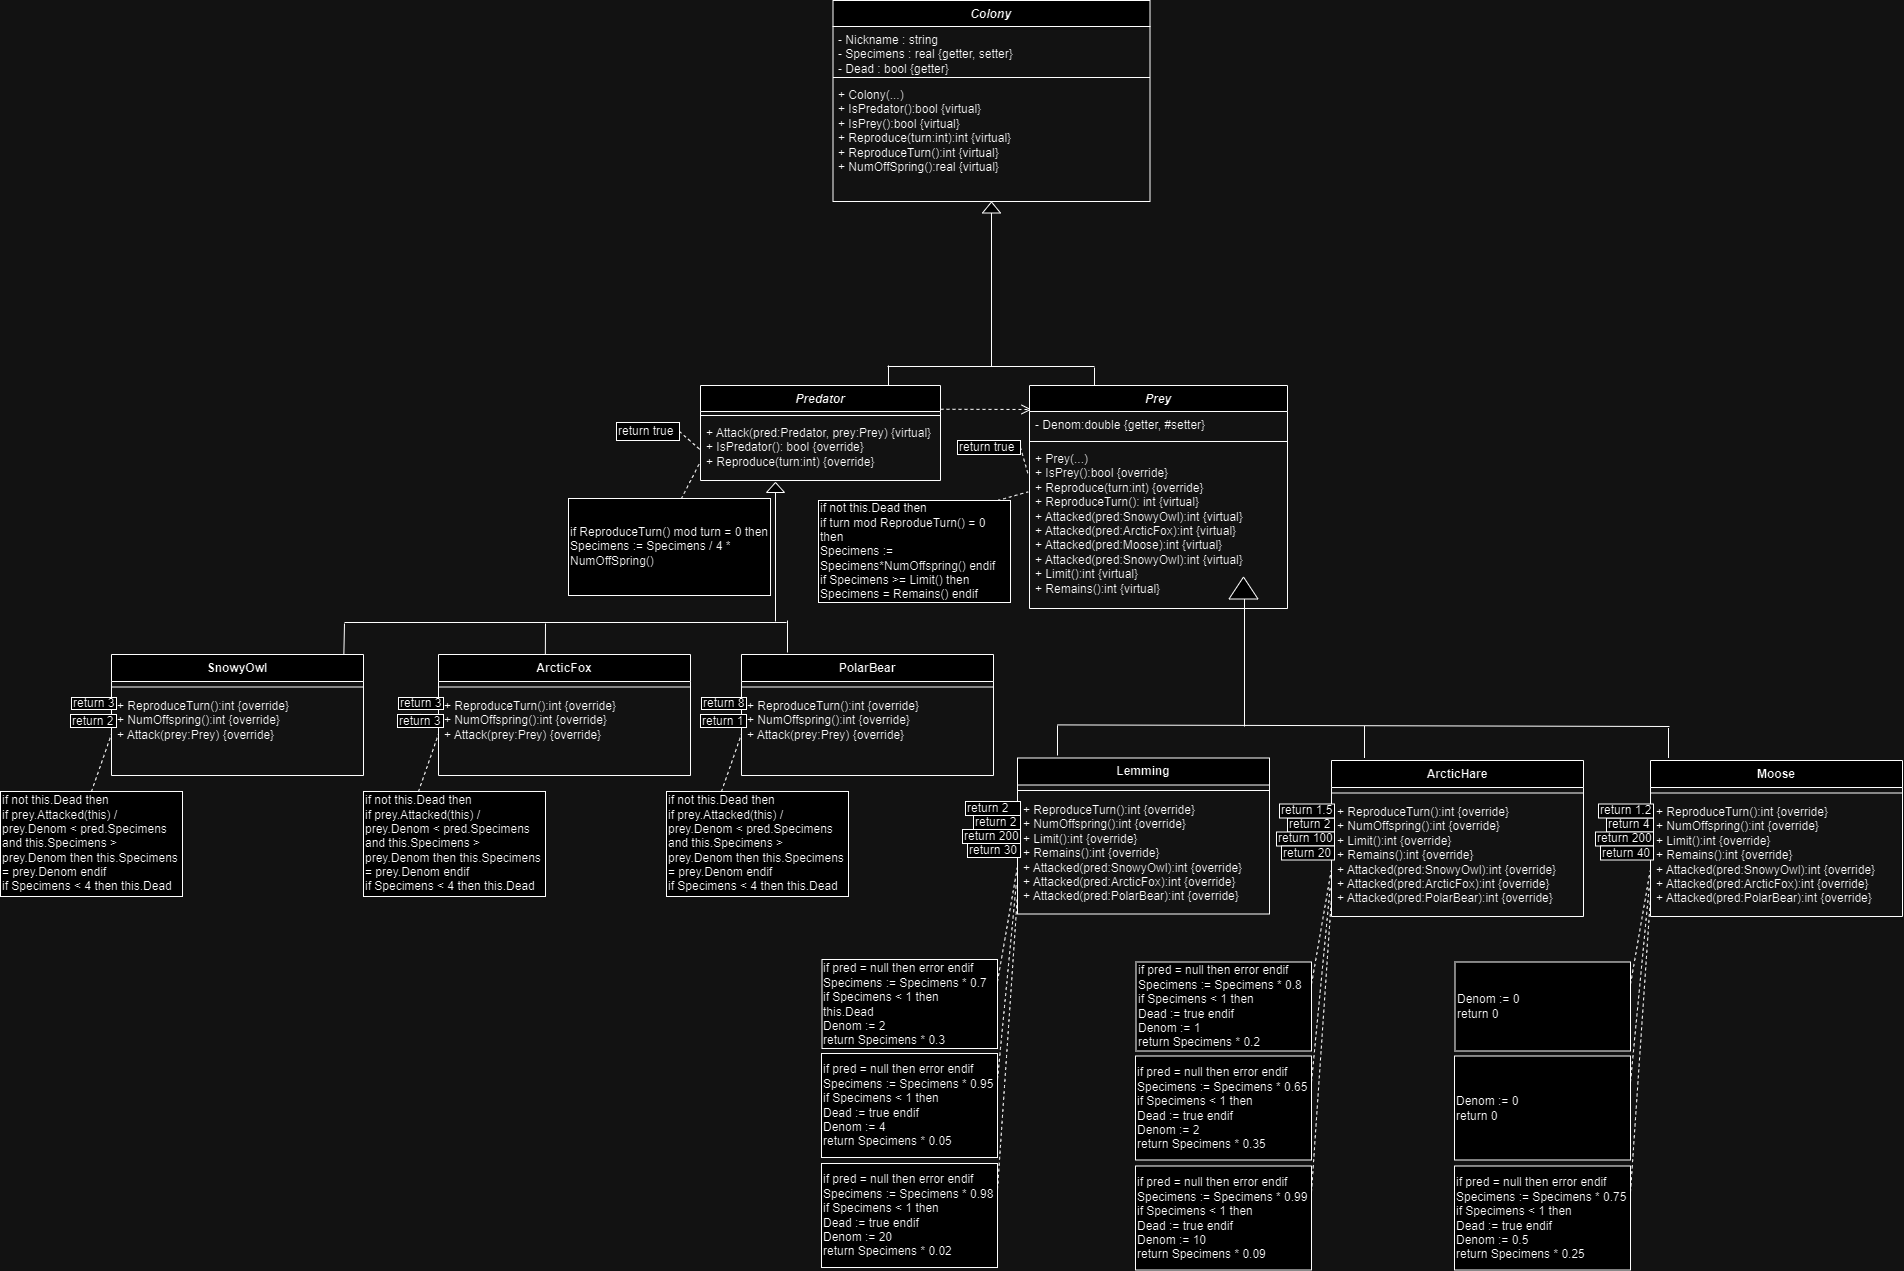 Colony
- Nickname : string
- Specimens : real {getter, setter}
- Dead : bool {getter}
+ Colony(...)
+ IsPredator():bool {virtual}
+ IsPrey():bool {virtual}
+ Reproduce(turn:int):int {virtual}
+ ReproduceTurn():int {virtual}
+ NumOffSpring():real {virtual}
Predator
+ Attack(pred:Predator, prey:Prey) {virtual}
+ IsPredator(): bool {override}
+ Reproduce(turn:int) {override}
return true
if ReproduceTurn() mod turn = 0 then
Specimens := Specimens / 4 *
NumOffSpring()
Prey
- Denom:double {getter, #setter}
+ Prey(...)
+ IsPrey():bool {override}
+ Reproduce(turn:int) {override}
+ ReproduceTurn(): int {virtual}
+ Attacked(pred:SnowyOwl):int {virtual}
+ Attacked(pred:ArcticFox):int {virtual}
+ Attacked(pred:Moose):int {virtual}
+ Attacked(pred:SnowyOwl):int {virtual}
+ Limit():int {virtual}
+ Remains():int {virtual}
return true
if not this.Dead then
if turn mod ReprodueTurn() = 0
then
Specimens :=
Specimens*NumOffspring() endif
if Specimens >= Limit() then
Specimens = Remains() endif
SnowyOwl
+ ReproduceTurn():int {override}
+ NumOffspring():int {override}
+ Attack(prey:Prey) {override}
return 3
return 2
if not this.Dead then
if prey.Attacked(this) /
prey.Denom < pred.Specimens
and this.Specimens >
prey.Denom then this.Specimens
= prey.Denom endif
if Specimens < 4 then this.Dead
ArcticFox
+ ReproduceTurn():int {override}
+ NumOffspring():int {override}
+ Attack(prey:Prey) {override}
return 3
return 3
if not this.Dead then
if prey.Attacked(this) /
prey.Denom < pred.Specimens
and this.Specimens >
prey.Denom then this.Specimens
= prey.Denom endif
if Specimens < 4 then this.Dead
PolarBear
+ ReproduceTurn():int {override}
+ NumOffspring():int {override}
+ Attack(prey:Prey) {override}
return 8
return 1
if not this.Dead then
if prey.Attacked(this) /
prey.Denom < pred.Specimens
and this.Specimens >
prey.Denom then this.Specimens
= prey.Denom endif
if Specimens < 4 then this.Dead
Lemming
+ ReproduceTurn():int {override}
+ NumOffspring():int {override}
+ Limit():int {override}
+ Remains():int {override}
+ Attacked(pred:SnowyOwl):int {override}
+ Attacked(pred:ArcticFox):int {override}
+ Attacked(pred:PolarBear):int {override}
return 2
return 2
return 200
return 30
if pred = null then error endif
Specimens := Specimens * 0.7
if Specimens < 1 then
this.Dead
Denom := 2
return Specimens * 0.3
if pred = null then error endif
Specimens := Specimens * 0.95
if Specimens < 1 then
Dead := true endif
Denom := 4
return Specimens * 0.05
if pred = null then error endif
Specimens := Specimens * 0.98
if Specimens < 1 then
Dead := true endif
Denom := 20
return Specimens * 0.02
ArcticHare
+ ReproduceTurn():int {override}
+ NumOffspring():int {override}
+ Limit():int {override}
+ Remains():int {override}
+ Attacked(pred:SnowyOwl):int {override}
+ Attacked(pred:ArcticFox):int {override}
+ Attacked(pred:PolarBear):int {override}
return 1.5
return 2
return 100
return 20
if pred = null then error endif
Specimens := Specimens * 0.8
if Specimens < 1 then
Dead := true endif
Denom := 1
return Specimens * 0.2
if pred = null then error endif
Specimens := Specimens * 0.65
if Specimens < 1 then
Dead := true endif
Denom := 2
return Specimens * 0.35
if pred = null then error endif
Specimens := Specimens * 0.99
if Specimens < 1 then
Dead := true endif
Denom := 10
return Specimens * 0.09
Moose
+ ReproduceTurn():int {override}
+ NumOffspring():int {override}
+ Limit():int {override}
+ Remains():int {override}
+ Attacked(pred:SnowyOwl):int {override}
+ Attacked(pred:ArcticFox):int {override}
+ Attacked(pred:PolarBear):int {override}
return 1.2
return 4
return 200
return 40
Denom := 0
return 0
Denom := 0
return 0
if pred = null then error endif
Specimens := Specimens * 0.75
if Specimens < 1 then
Dead := true endif
Denom := 0.5
return Specimens * 0.25